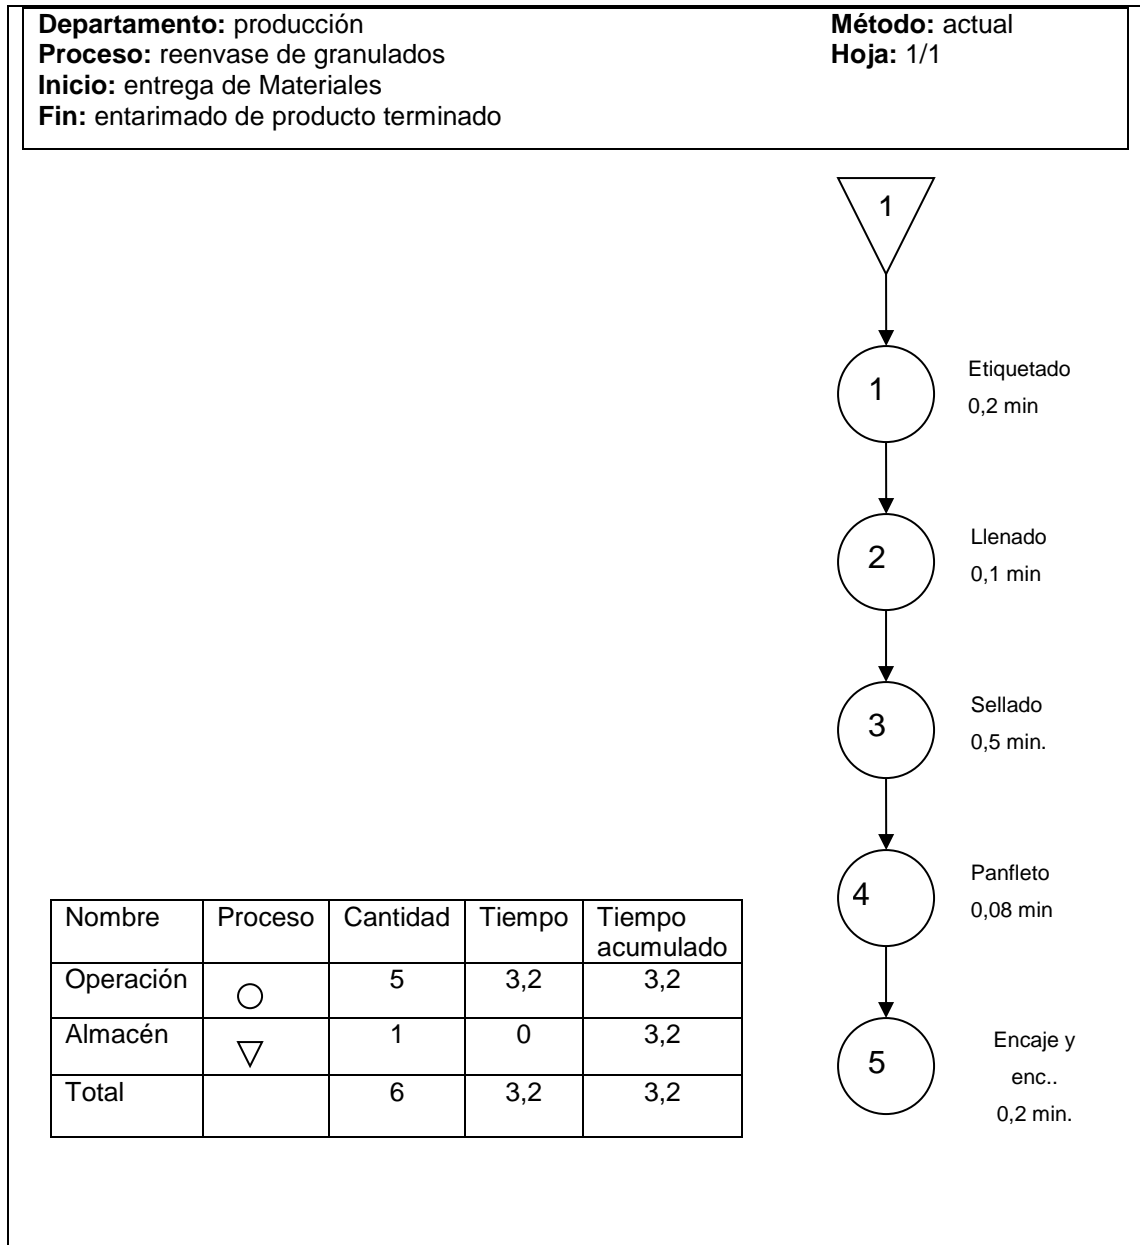 Departamento: producción Método: actual
Proceso: reenvase de granulados Hoja: 1/1
Inicio: entrega de Materiales
Fin: entarimado de producto terminado
1
1
Etiquetado
0,2 min
2
Llenado
0,1 min
3
Sellado
0,5 min.
4
Panfleto
0,08 min
5
Encaje y
enc..
0,2 min.
Nombre Proceso Cantidad Tiempo Tiempo
acumulado
Operación 5 3,2 3,2
Almacén 1 0 3,2
Total 6 3,2 3,2